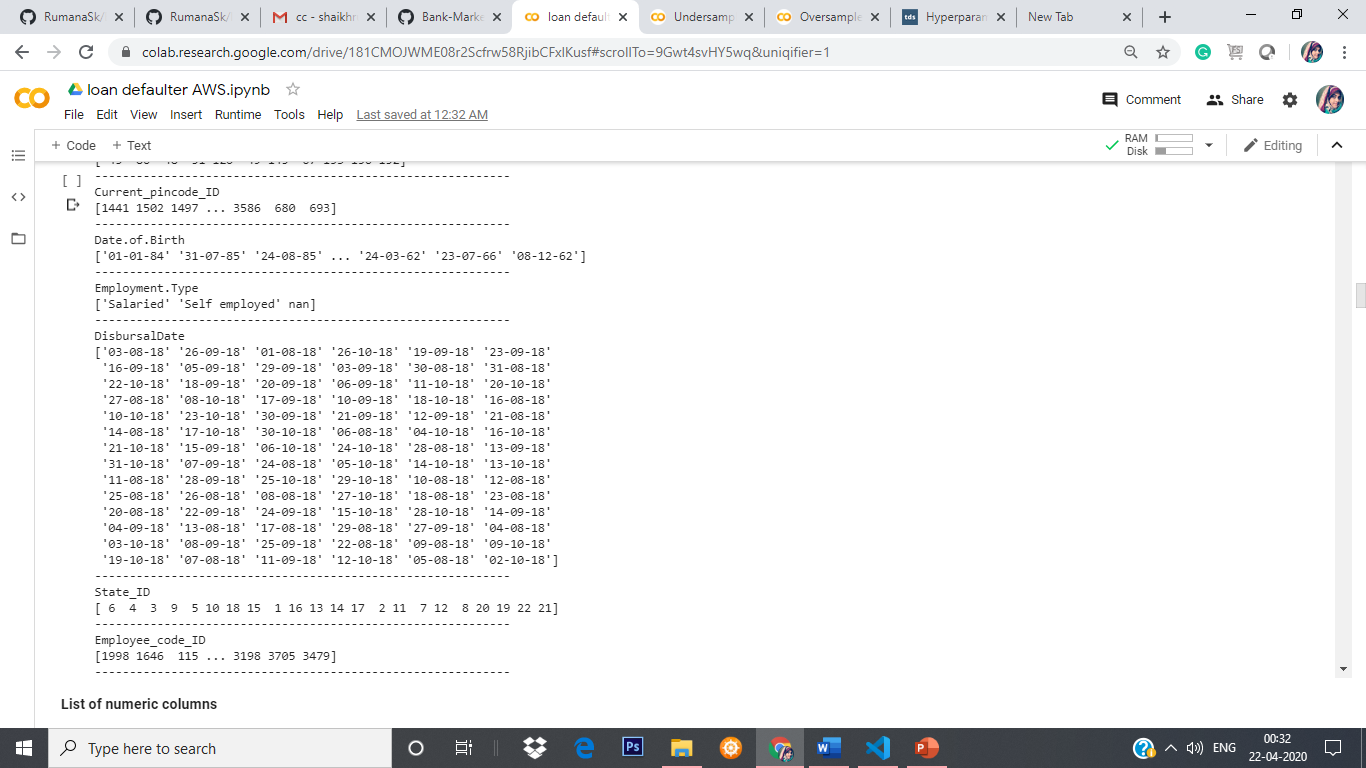 RumanaSk/
RumanaSk/
cc - shaikhr
Bank-Marke
loan default
Undersamp
Oversample
tds
Hyperparam
New Tab
colab.research.google.com/drive/181CMOJWME08r2Scfrw58RjibCFxIKusf#scrollTo=9Gwt4svHY5wq&uniqifier=1
loan defaulter AWS.ipynb
Comment
Share
File Edit View Insert Runtime Tools Help Last saved at 12:32 AM
+ Code + Text
RAM
Disk
Editing
[ ]
------------------------------------------------------------
Current_pincode_ID
[1441 1502 1497 ... 3586  680  693]
------------------------------------------------------------
Date.of.Birth
['01-01-84' '31-07-85' '24-08-85' ... '24-03-62' '23-07-66' '08-12-62']
------------------------------------------------------------
Employment.Type
['Salaried' 'Self employed' nan]
------------------------------------------------------------
DisbursalDate
['03-08-18' '26-09-18' '01-08-18' '26-10-18' '19-09-18' '23-09-18'
'16-09-18' '05-09-18' '29-09-18' '03-09-18' '30-08-18' '31-08-18'
'22-10-18' '18-09-18' '20-09-18' '06-09-18' '11-10-18' '20-10-18'
'27-08-18' '08-10-18' '17-09-18' '10-09-18' '18-10-18' '16-08-18'
'10-10-18' '23-10-18' '30-09-18' '21-09-18' '12-09-18' '21-08-18'
'14-08-18' '17-10-18' '30-10-18' '06-08-18' '04-10-18' '16-10-18'
'21-10-18' '15-09-18' '06-10-18' '24-10-18' '28-08-18' '13-09-18'
'31-10-18' '07-09-18' '24-08-18' '05-10-18' '14-10-18' '13-10-18'
'11-08-18' '28-09-18' '25-10-18' '29-10-18' '10-08-18' '12-08-18'
'25-08-18' '26-08-18' '08-08-18' '27-10-18' '18-08-18' '23-08-18'
'20-08-18' '22-09-18' '24-09-18' '15-10-18' '28-10-18' '14-09-18'
'04-09-18' '13-08-18' '17-08-18' '29-08-18' '27-09-18' '04-08-18'
'03-10-18' '08-09-18' '25-09-18' '22-08-18' '09-08-18' '09-10-18'
'19-10-18' '07-08-18' '11-09-18' '12-10-18' '05-08-18' '02-10-18']
------------------------------------------------------------
State_ID
[ 6  4  3  9  5 10 18 15  1 16 13 14 17  2 11  7 12  8 20 19 22 21]
------------------------------------------------------------
Employee_code_ID
[1998 1646  115 ... 3198 3705 3479]
------------------------------------------------------------
List of numeric columns
Type here to search
Ps
ENG
00:32
22-04-2020